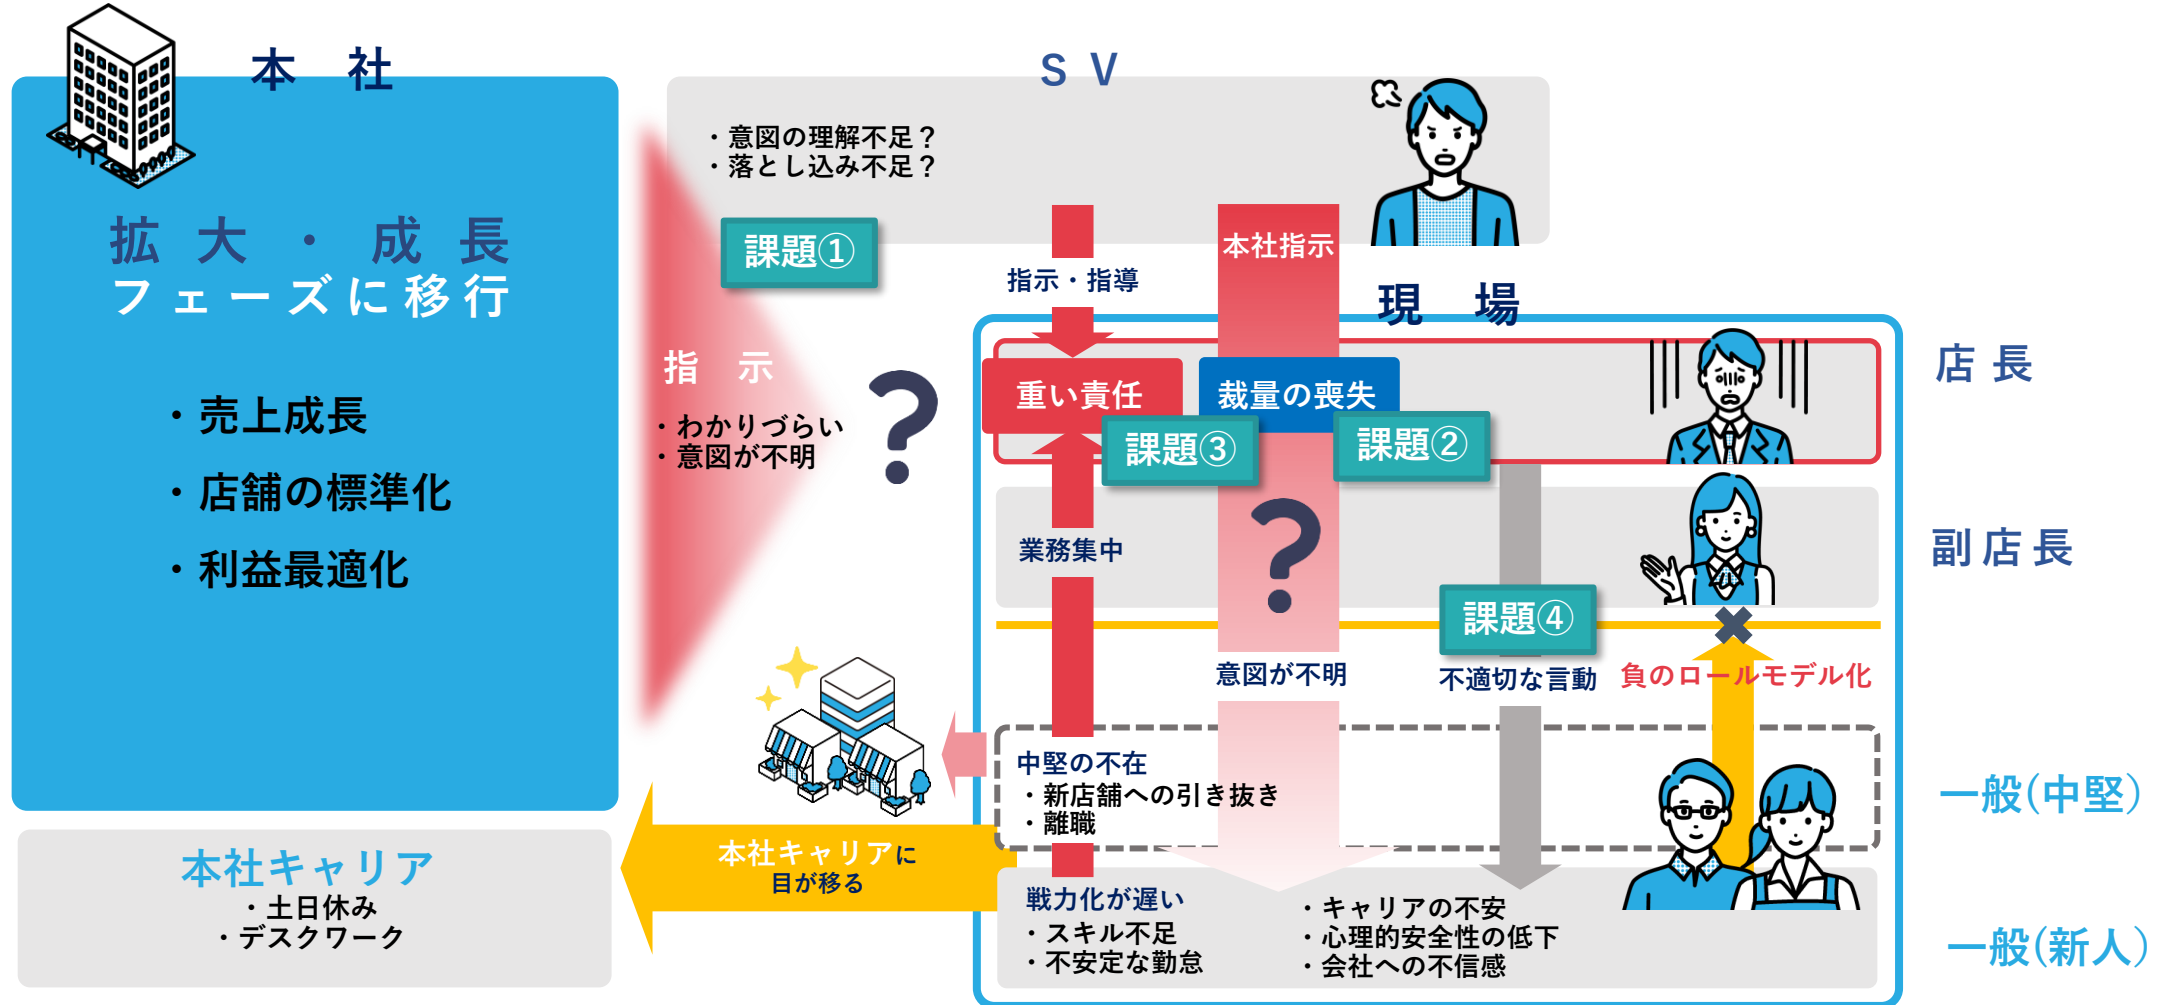 本 社
拡大・成長
フェーズに移行
・売上成長
・店舗の標準化
・利益最適化
本社キャリア
・土日休み
・デスクワーク
SV
・意図の理解不足？
・落とし込み不足？
課題①
指 示
・わかりづらい
・意図が不明
?
指示・指導
本社指示
現 場
店長
重い責任
裁量の喪失
課題③
課題②
副店長
業務集中
?
課題④
意図が不明
不適切な言動
負のロールモデル化
中堅の不在
・新店舗への引き抜き
・離職
一般(中堅)
本社キャリアに
目が移る
戦力化が遅い
・スキル不足
・不安定な勤怠
・キャリアの不安
・心理的安全性の低下
・会社への不信感
一般(新人)